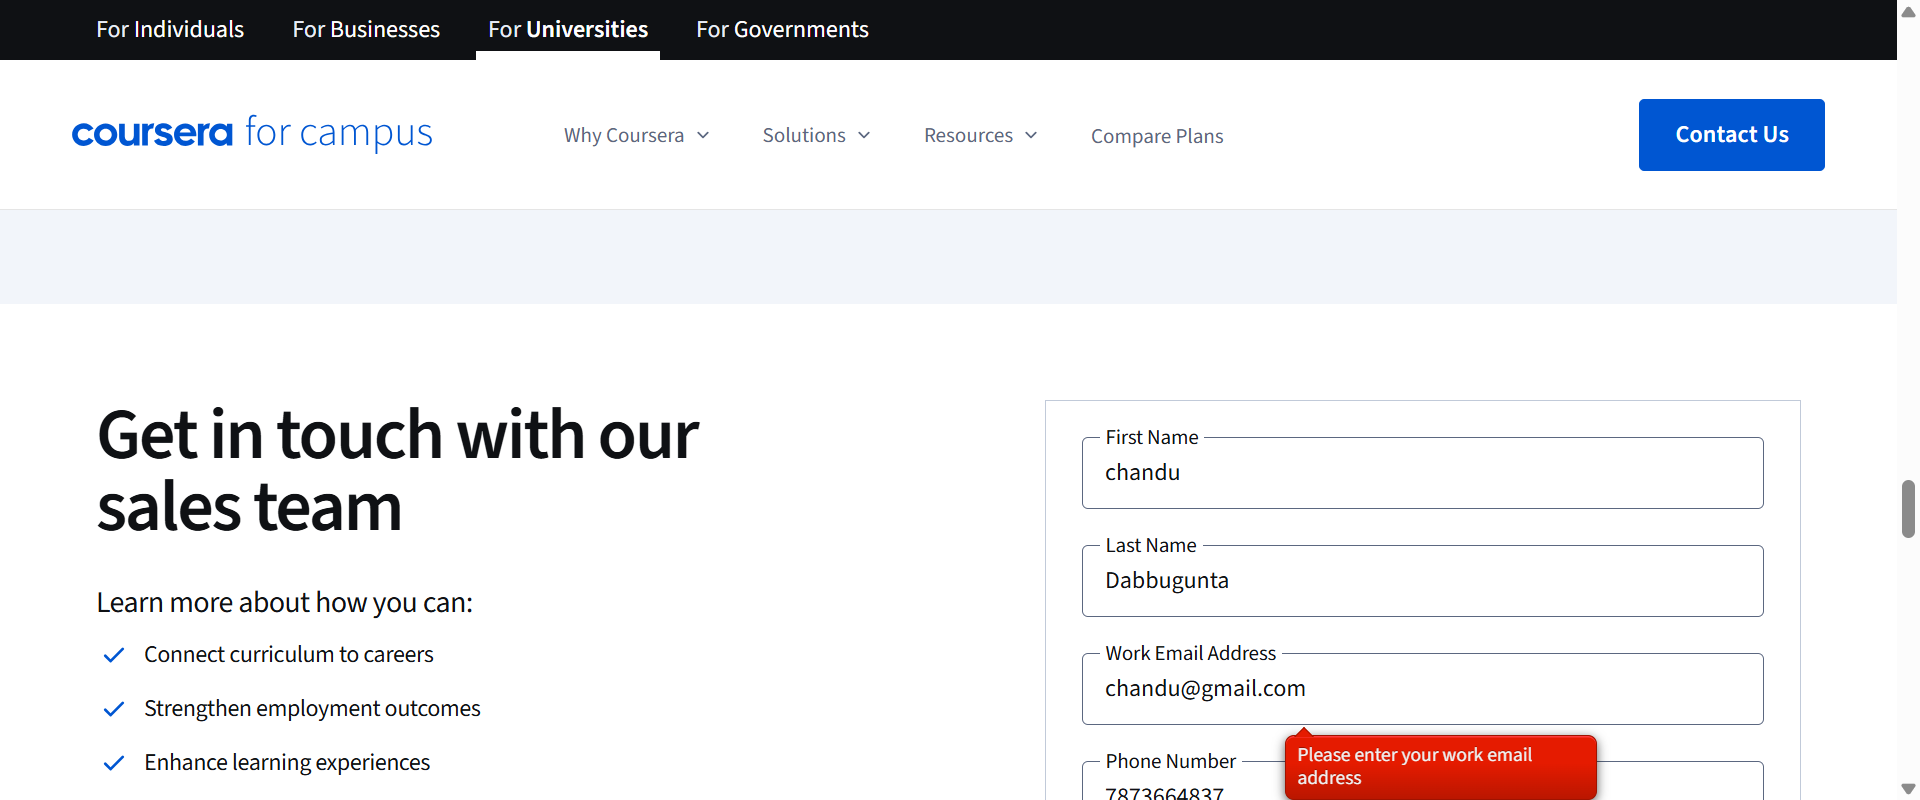 For Individuals
For Businesses
For Universities
For Governments
coursera for campus
Why Coursera
Solutions
Resources
Compare Plans
Contact Us
Get in touch with our
sales team
Learn more about how you can:
Connect curriculum to careers
Strengthen employment outcomes
Enhance learning experiences
First Name
chandu
Last Name
Dabbugunta
Work Email Address
chandu@gmail.com
Please enter your work email
address
Phone Number
7873664837